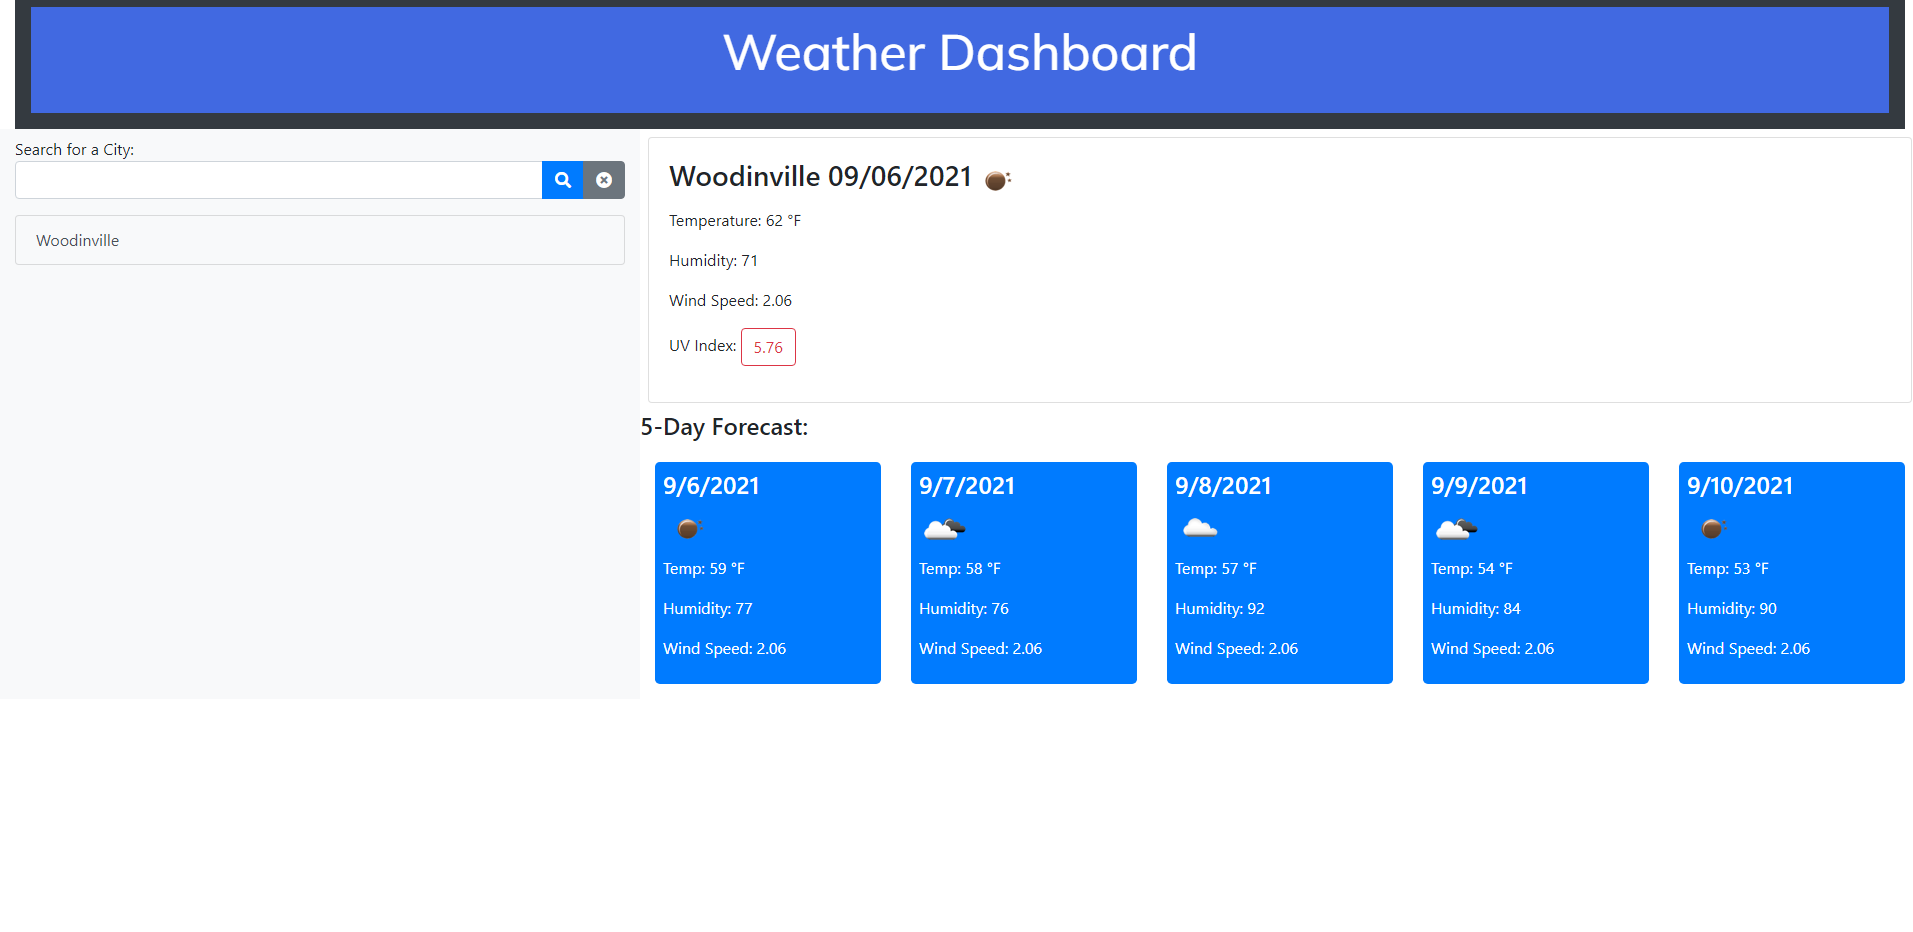 Weather Dashboard
Search for a City:
Woodinville
Woodinville 09/06/2021
Temperature: 62 °F
Humidity: 71
Wind Speed: 2.06
UV Index: 5.76
5-Day Forecast:
9/6/2021
Temp: 59 °F
Humidity: 77
Wind Speed: 2.06
9/7/2021
Temp: 58 °F
Humidity: 76
Wind Speed: 2.06
9/8/2021
Temp: 57 °F
Humidity: 92
Wind Speed: 2.06
9/9/2021
Temp: 54 °F
Humidity: 84
Wind Speed: 2.06
9/10/2021
Temp: 53 °F
Humidity: 90
Wind Speed: 2.06